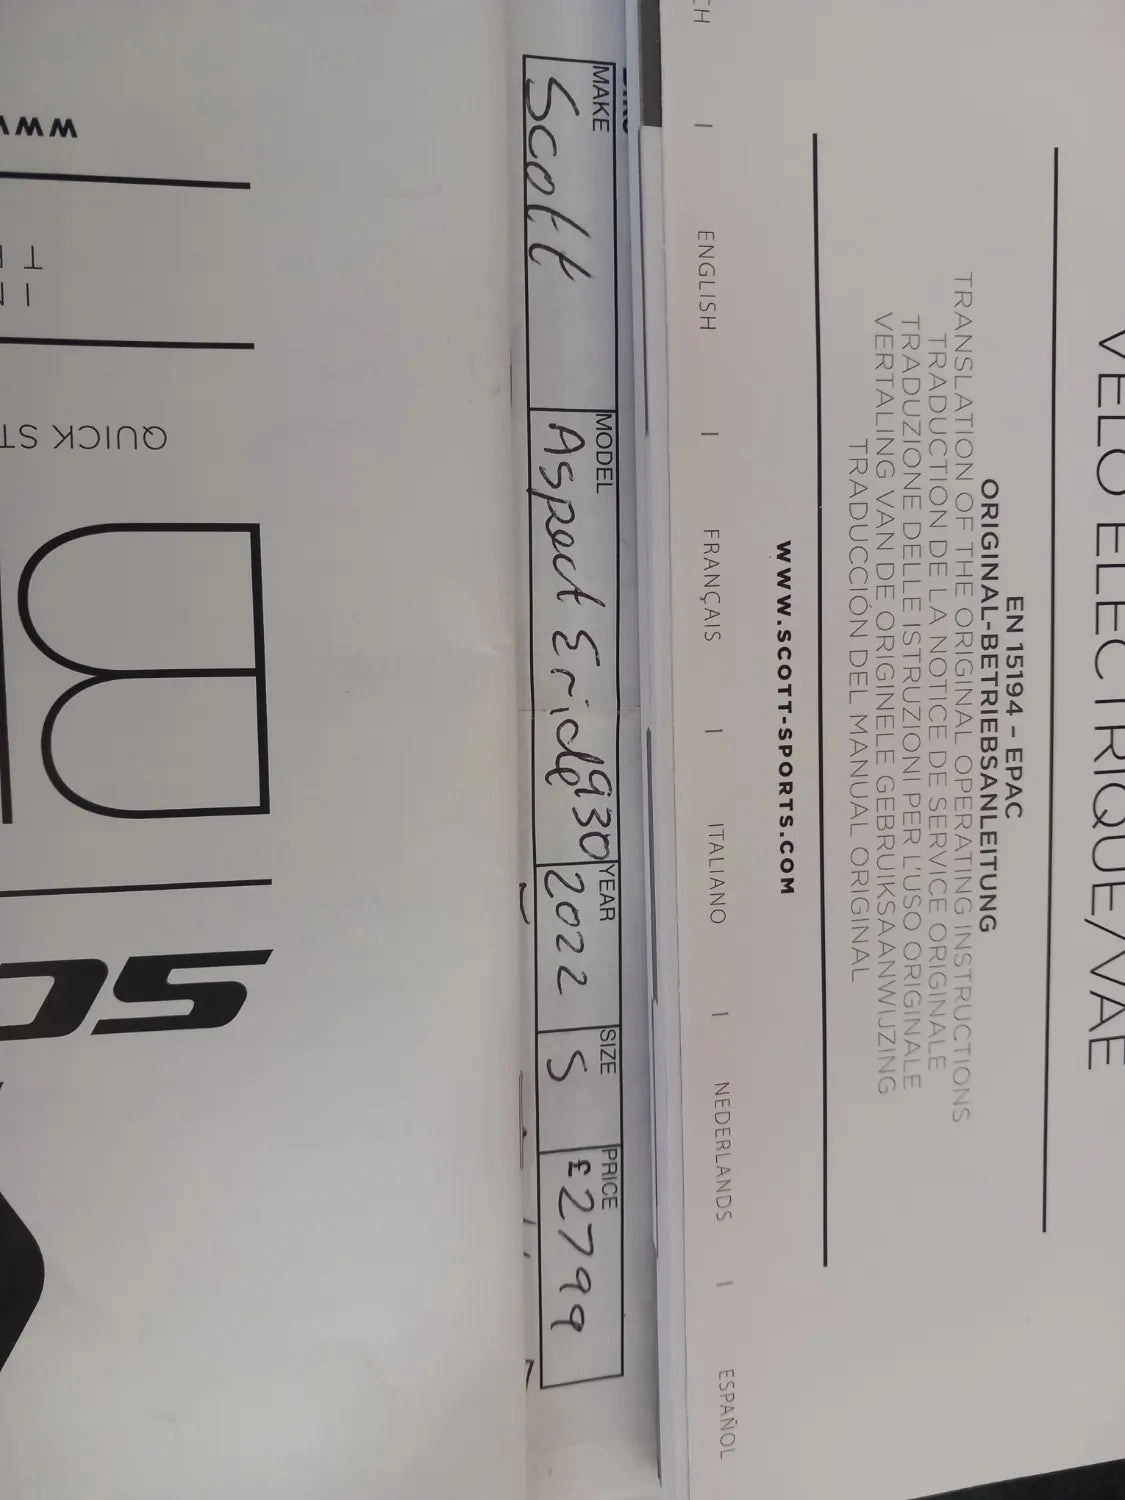 VELO ELECTRIQUE/VAE
EN 15194 – EPAC
ORIGINAL-BETRIEBSANLEITUNG
TRANSLATION OF THE ORIGINAL OPERATING INSTRUCTIONS
TRADUCTION DE LA NOTICE DE SERVICE ORIGINALE
TRADUZIONE DELLE ISTRUZIONI PER L'USO ORIGINALE
VERTALING VAN DE ORIGINELE GEBRUIKSAANWIJZING
TRADUCCIÓN DEL MANUAL ORIGINAL
WWW.SCOTT-SPORTS.COM
| ENGLISH | FRANÇAIS | ITALIANO | NEDERLANDS | ESPAÑOL
MAKE MODEL YEAR SIZE PRICE
Scott Aspect Eride 930 2022 S £2799
QUICK